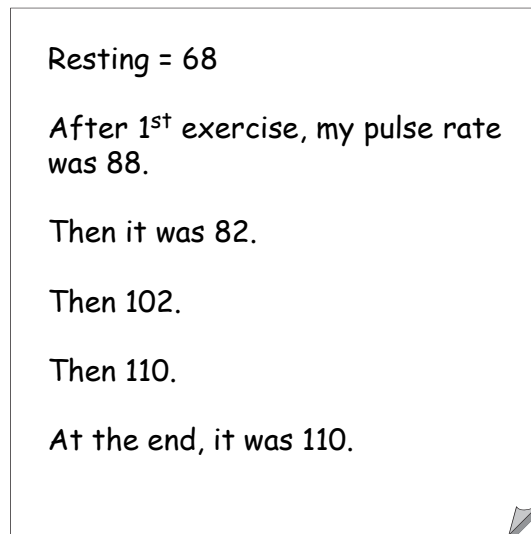 Resting = 68
After 1st exercise, my pulse rate
was 88.
Then it was 82.
Then 102.
Then 110.
At the end, it was 110.